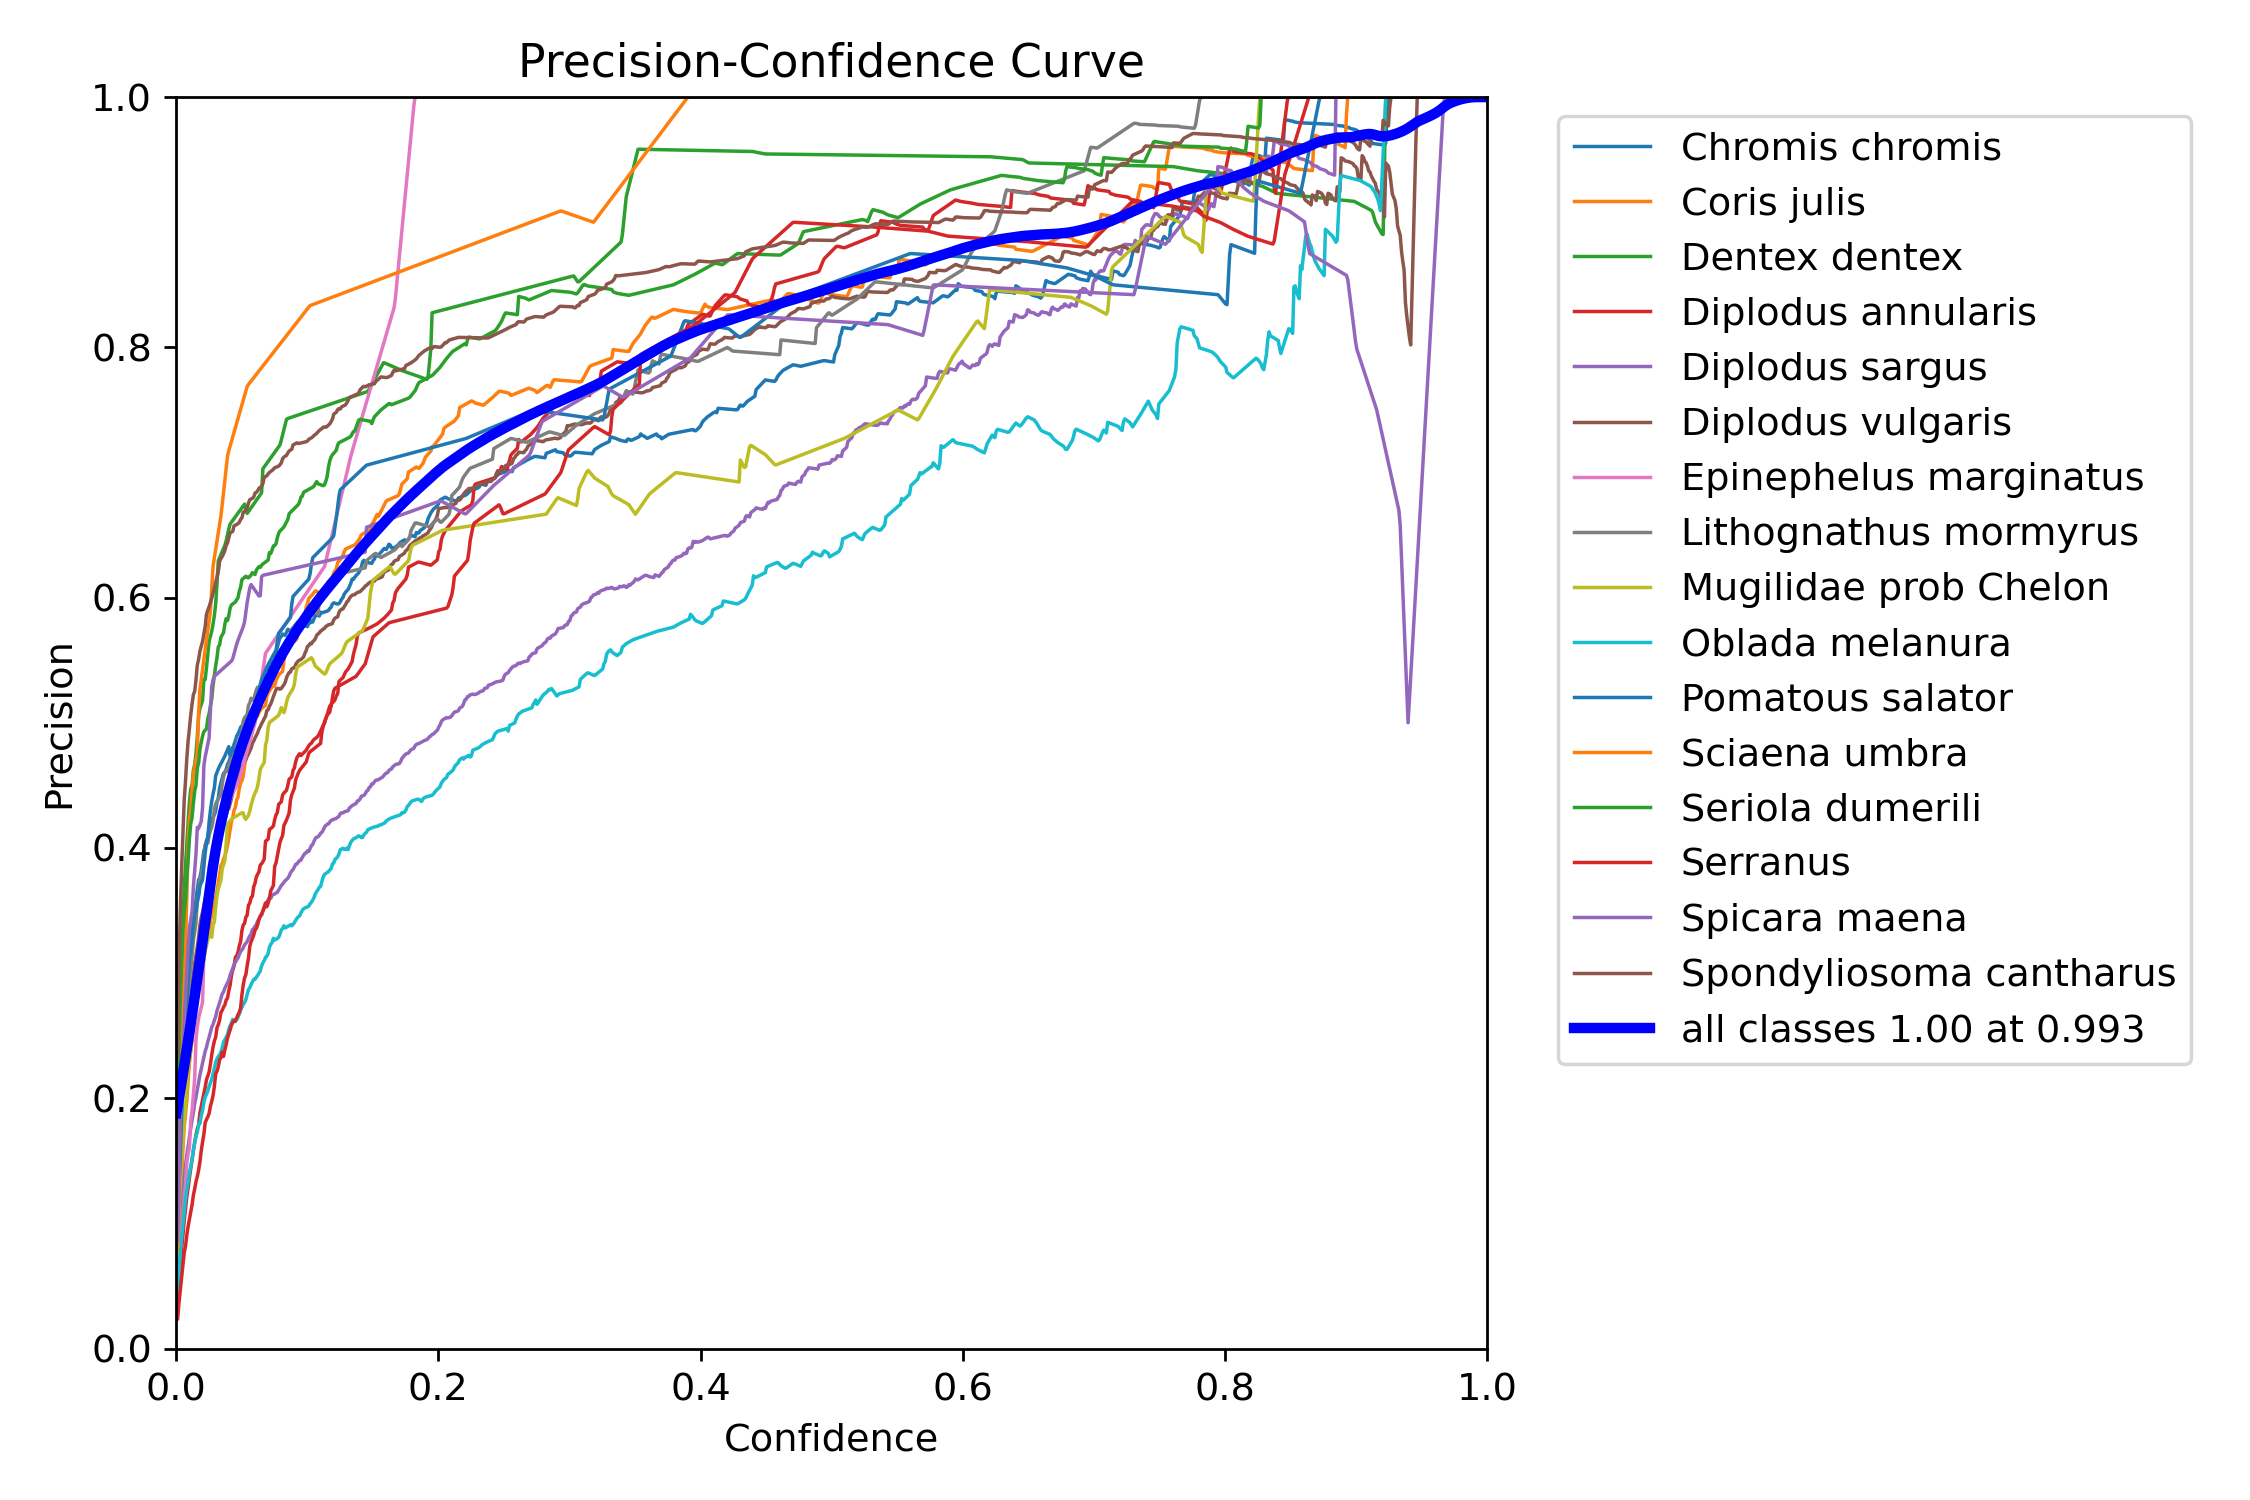 Precision-Confidence Curve
1.0
0.8
0.6
0.4
0.2
0.0
Precision
0.0 0.2 0.4 0.6 0.8 1.0
Confidence
Chromis chromis
Coris julis
Dentex dentex
Diplodus annularis
Diplodus sargus
Diplodus vulgaris
Epinephelus marginatus
Lithognathus mormyrus
Mugilidae prob Chelon
Oblada melanura
Pomatous salator
Sciaena umbra
Seriola dumerili
Serranus
Spicara maena
Spondyliosoma cantharus
all classes 1.00 at 0.993